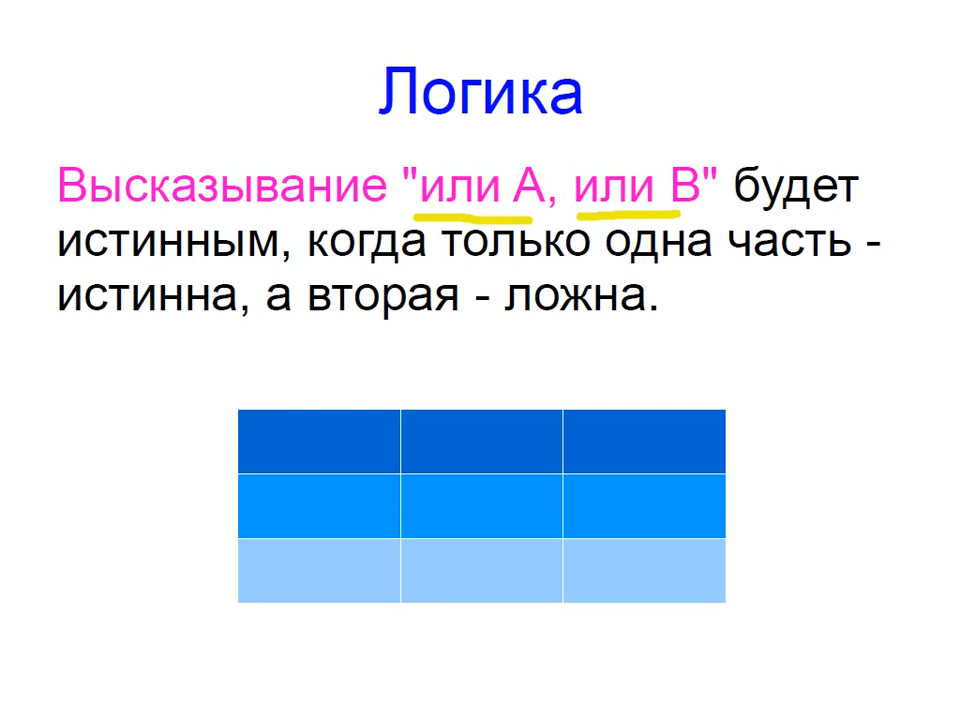 Логика
Высказывание "или А, или В" будет
истинным, когда только одна часть -
истинна, а вторая - ложна.